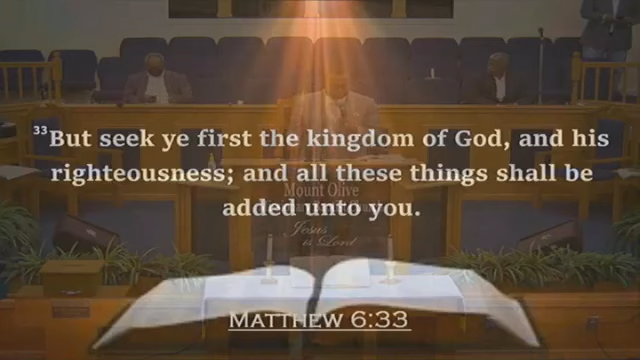 33But seek ye first the kingdom of God, and his
righteousness; and all these things shall be
added unto you.
Mount Olive
Jesus
is Lord
MATTHEW 6:33